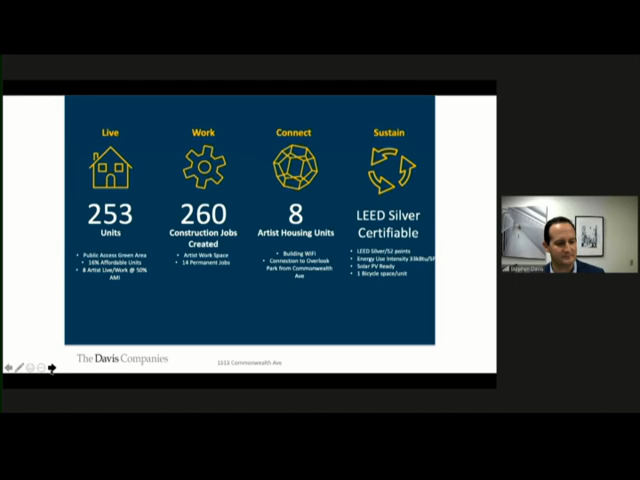 Live
253
Units
• Public Access Green Area
• 16% Affordable Units
• 8 Artist Live/Work @ 50%
AMI
Work
260
Construction Jobs
Created
• Artist Work Space
• 14 Permanent Jobs
Connect
8
Artist Housing Units
• Building WiFi
• Connection to Overlook
Park from Commonwealth
Ave
Sustain
LEED Silver
Certifiable
• LEED Silver/52 points
• Energy Use Intensity 33kBtu/SF
• Solar PV Ready
• 1 Bicycle space/unit
The Davis Companies
Commonwealth Ave
Davis